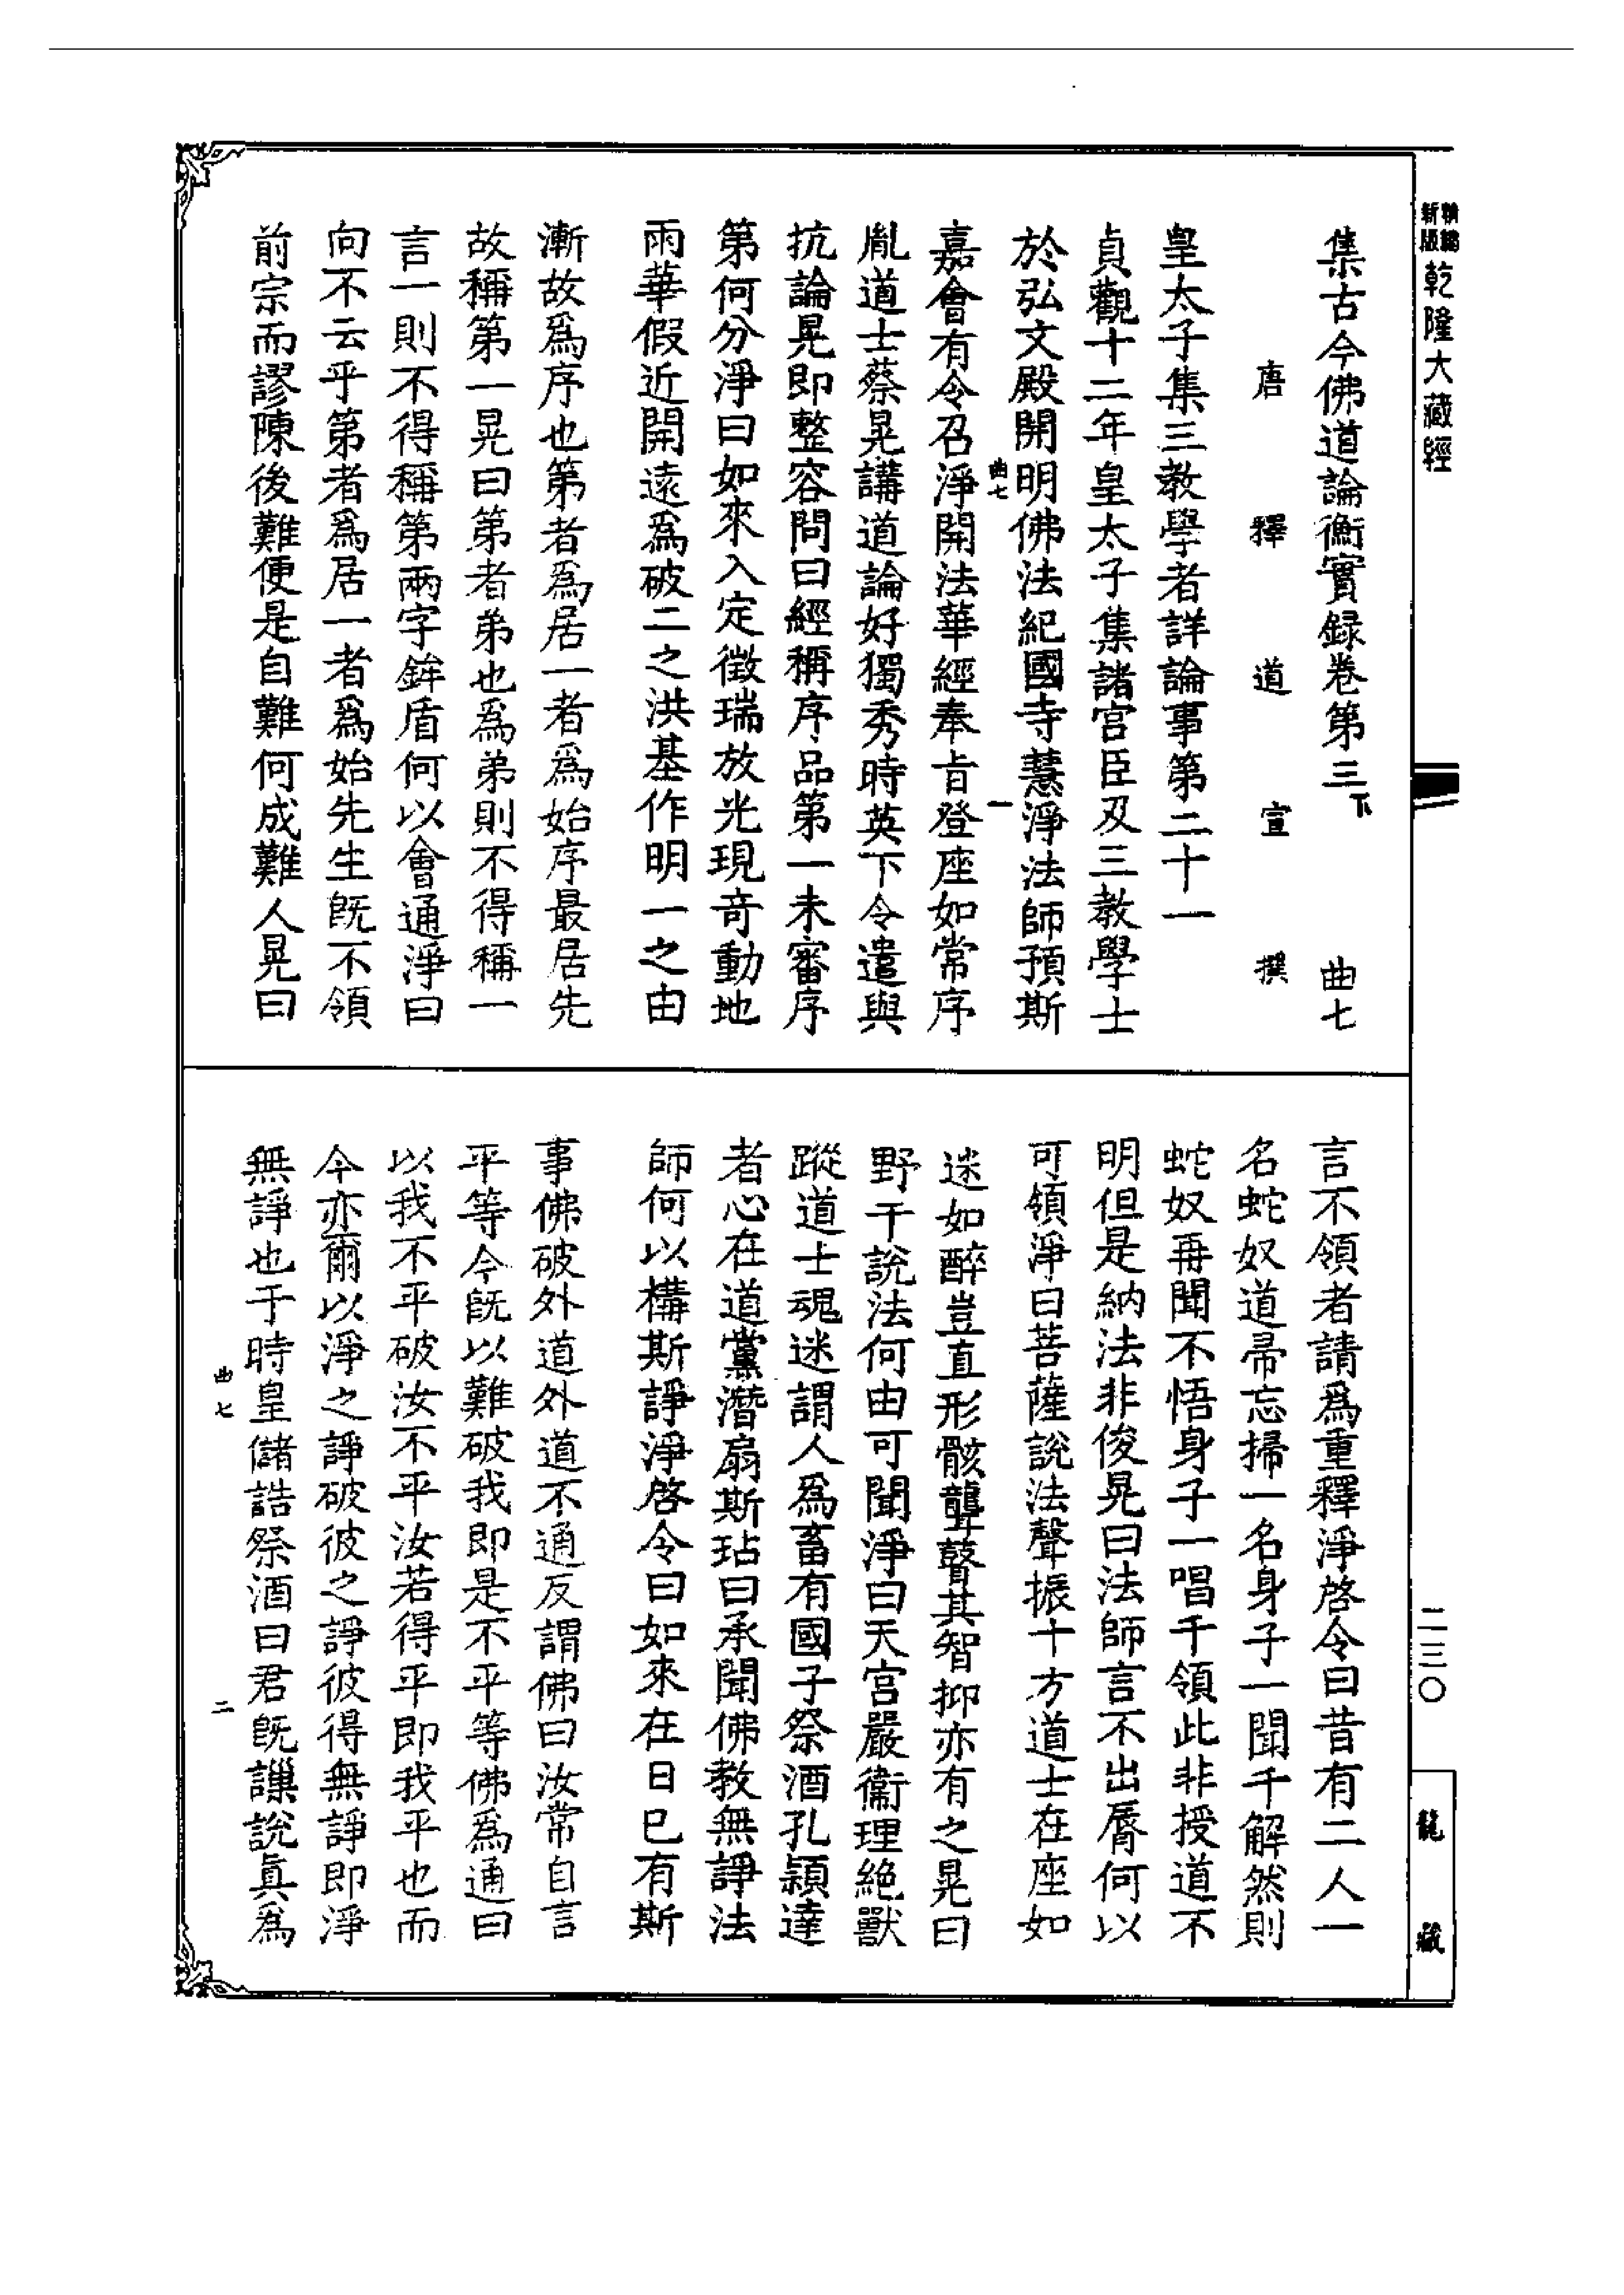 新編縮版乾隆大藏經
集古今佛道論衡實録卷第三下 曲七
唐釋道宣撰
皇太子集三教學者詳論事第二十一
貞觀十二年皇太子集諸宫臣及三教學士
於弘文殿開明佛法紀國寺慧淨法師預斯
曲七 一
嘉會有令召淨開法華經奉旨登座如常序
胤道士蔡晃講道論好獨秀時英下令遣與
抗論晃即整容問曰經稱序品第一未審序
第何分淨曰如來入定徵瑞放光現奇動地
雨華假近開遠爲破二之洪基作明一之由
漸故爲序也第者爲居一者爲始序最居先
故稱第一晃曰第者弟也爲弟則不得稱一
言一則不得稱第兩字鉾盾何以會通淨曰
向不云乎第者爲居一者爲始先生旣不領
前宗而謬陳後難便是自難何成難人晃曰
言不領者請爲重釋淨啓令曰昔有二人一
名蛇奴道帚忘掃一名身子一聞千解然則
蛇奴再聞不悟身子一唱千領此非授道不
明但是納法非俊晃曰法師言不出脣何以
可領淨曰菩薩說法聲振十方道士在座如
迷如醉豈直形骸聾瞽其智抑亦有之晃曰
野干說法何由可聞淨曰天宫嚴衞理絶獸
蹤道士魂迷謂人爲畜有國子祭酒孔頴達
者心在道黨潛扇斯玷曰承聞佛教無諍法
師何以構斯諍淨啓令曰如來在日已有斯
事佛破外道外道不通反謂佛曰汝常自言
平等今旣以難破我即是不平等佛爲通曰
以我不平破汝不平汝若得平即我平也而
今亦爾以淨之諍破彼之諍彼得無諍即淨
無諍也于時皇儲誥祭酒曰君旣謀說真爲
曲七 二
二三〇
龍藏